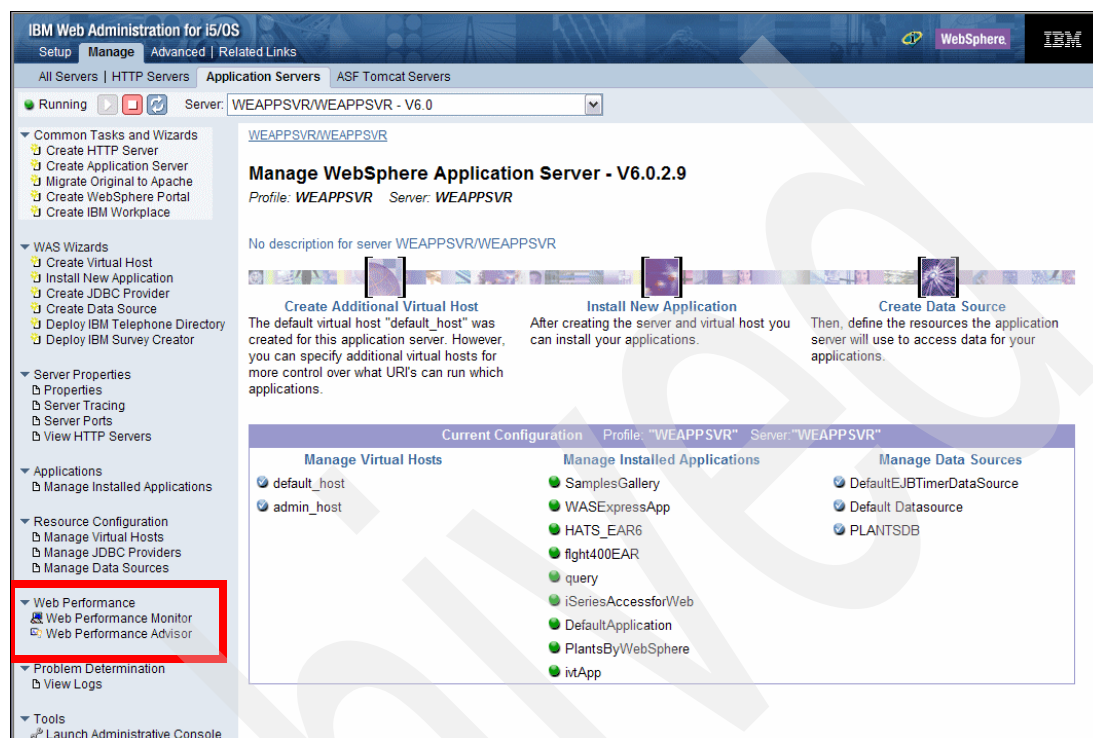 IBM Web Administration for i5/OS
Setup Manage Advanced | Related Links
WebSphere. IBM
All Servers | HTTP Servers Application Servers ASF Tomcat Servers
Running Server: WEAPPSVR/WEAPPSVR - V6.0
Common Tasks and Wizards
Create HTTP Server
Create Application Server
Migrate Original to Apache
Create WebSphere Portal
Create IBM Workplace
WAS Wizards
Create Virtual Host
Install New Application
Create JDBC Provider
Create Data Source
Deploy IBM Telephone Directory
Deploy IBM Survey Creator
Server Properties
Properties
Server Tracing
Server Ports
View HTTP Servers
Applications
Manage Installed Applications
Resource Configuration
Manage Virtual Hosts
Manage JDBC Providers
Manage Data Sources
Web Performance
Web Performance Monitor
Web Performance Advisor
Problem Determination
View Logs
Tools
Launch Administrative Console
WEAPPSVR/WEAPPSVR
Manage WebSphere Application Server - V6.0.2.9
Profile: WEAPPSVR Server: WEAPPSVR
No description for server WEAPPSVR/WEAPPSVR
Create Additional Virtual Host
The default virtual host "default_host" was
created for this application server. However,
you can specify additional virtual hosts for
more control over what URI's can run which
applications.
Install New Application
After creating the server and virtual host you
can install your applications.
Create Data Source
Then, define the resources the application
server will use to access data for your
applications.
Current Configuration Profile: "WEAPPSVR" Server:"WEAPPSVR"
Manage Virtual Hosts
default_host
admin_host
Manage Installed Applications
SamplesGallery
WASExpressApp
HATS_EAR6
flght400EAR
query
iSeriesAccessforWeb
DefaultApplication
PlantsByWebSphere
ivtApp
Manage Data Sources
DefaultEJBTimerDataSource
Default Datasource
PLANTSDB